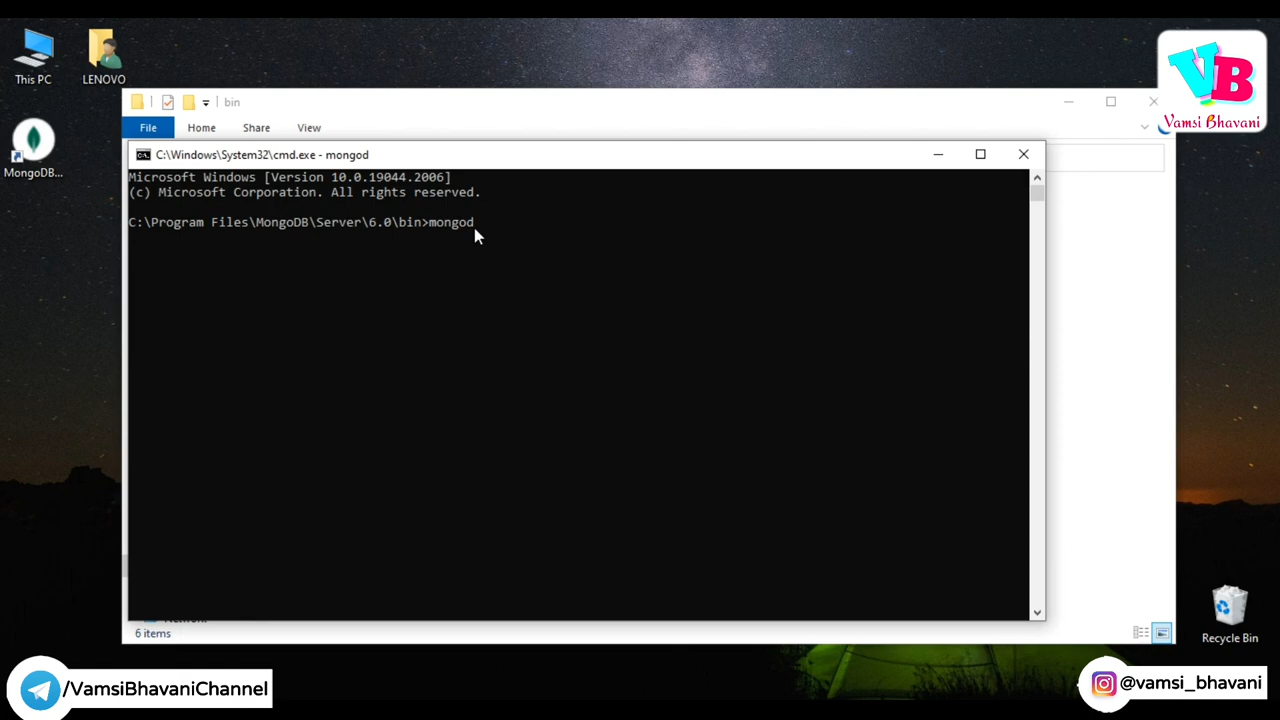 This PC
LENOVO
MongoDB...
VB
Vamsi Bhavani
bin
File
Home
Share
View
C:\Windows\System32\cmd.exe - mongod
Microsoft Windows [Version 10.0.19044.2006]
(c) Microsoft Corporation. All rights reserved.
C:\Program Files\MongoDB\Server\6.0\bin>mongod
Network
6 items
Recycle Bin
/VamsiBhavaniChannel
@vamsi_bhavani